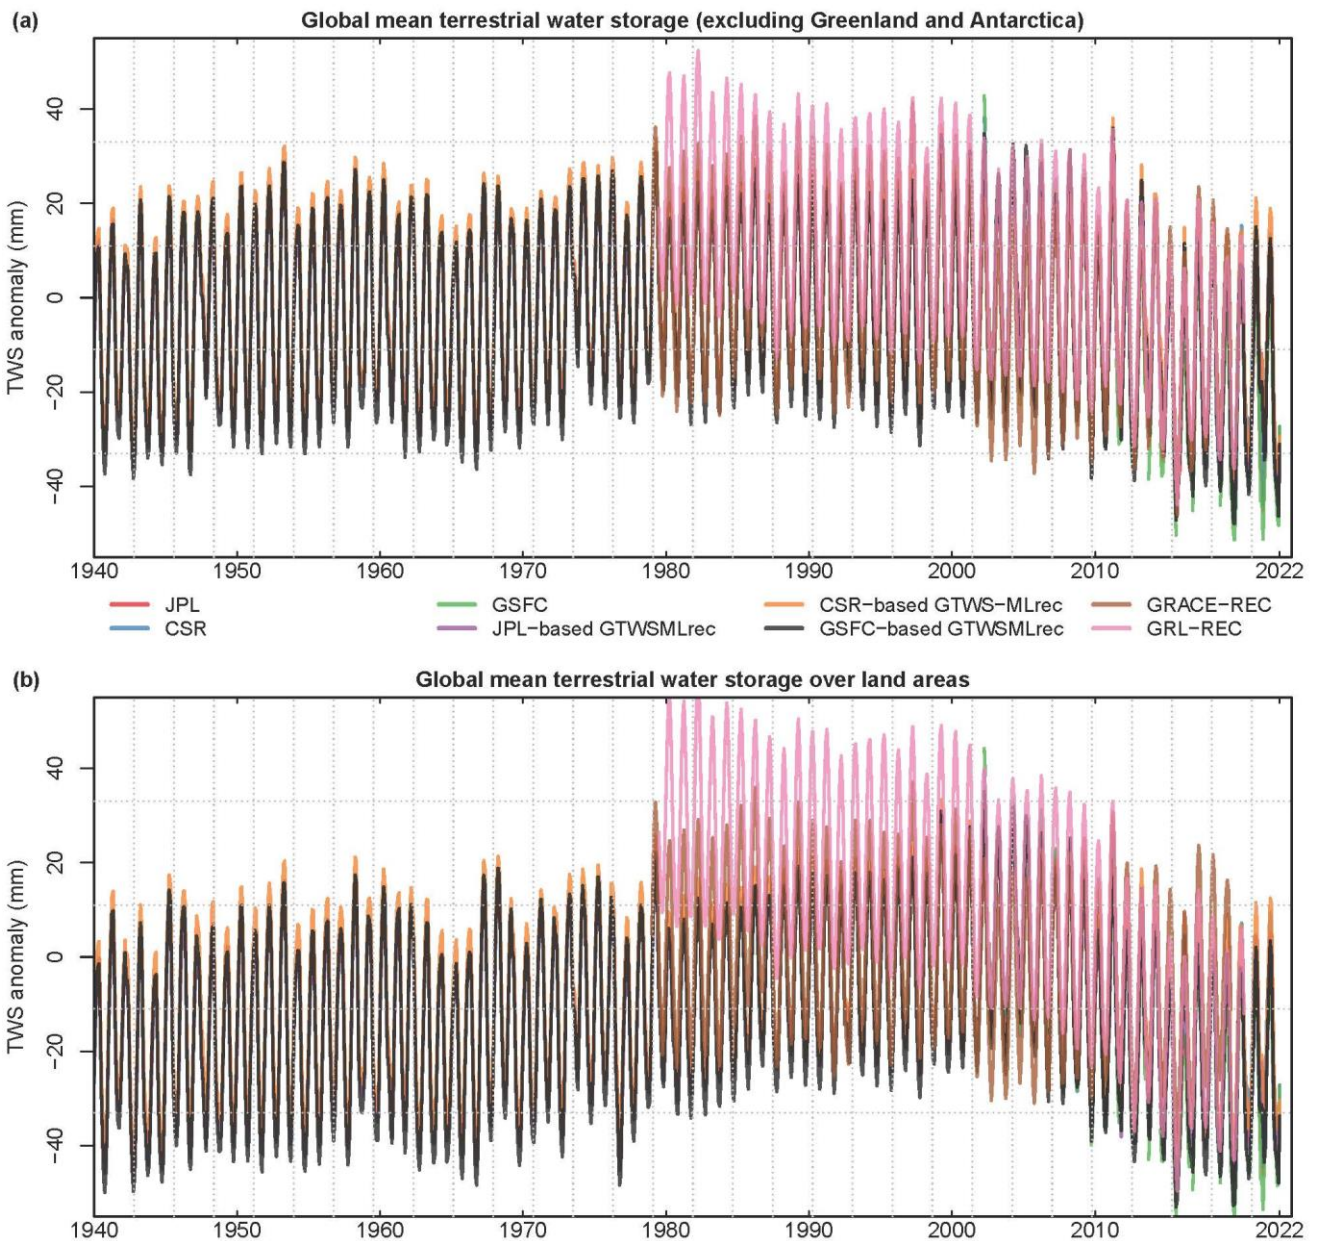 (a) Global mean terrestrial water storage (excluding Greenland and Antarctica)
TWS anomaly (mm)
40
20
0
−20
−40
1940 1950 1960 1970 1980 1990 2000 2010 2022
JPL GSFC CSR−based GTWS−MLrec GRACE−REC
CSR JPL−based GTWSMLrec GSFC−based GTWSMLrec GRL−REC
(b) Global mean terrestrial water storage over land areas
TWS anomaly (mm)
40
20
0
−20
−40
1940 1950 1960 1970 1980 1990 2000 2010 2022